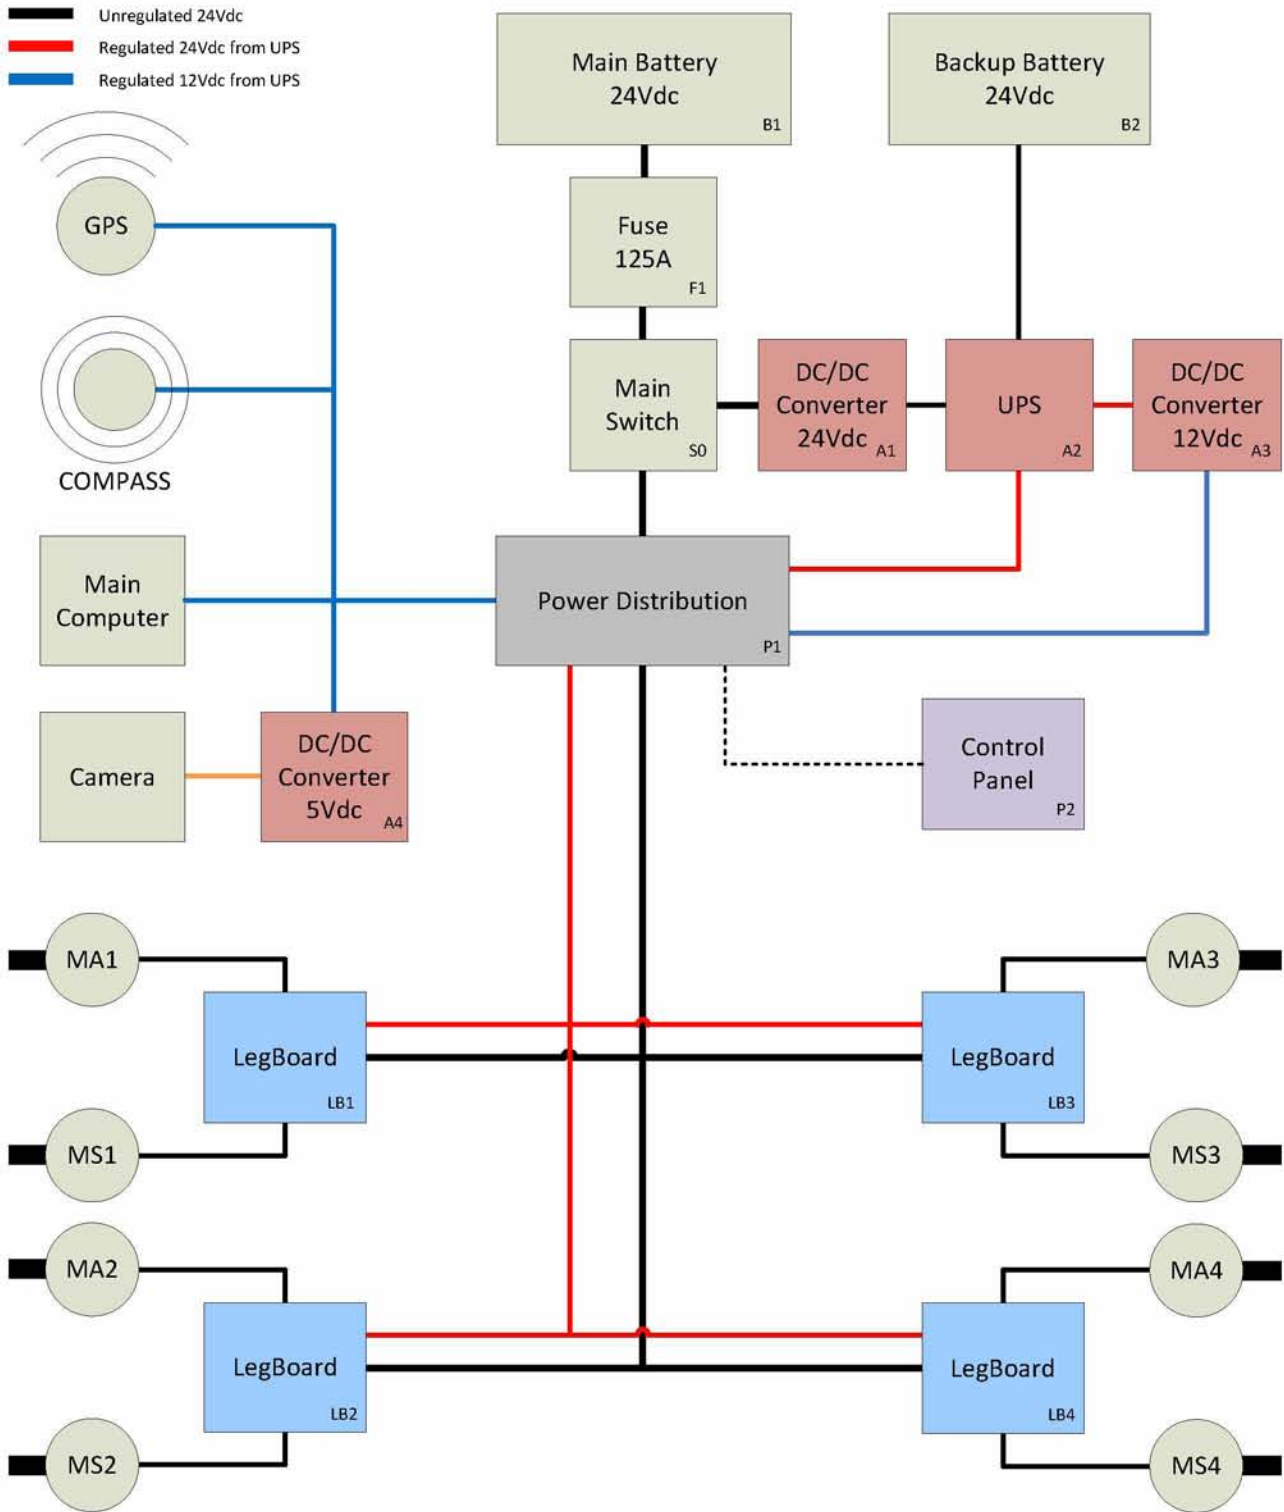 Unregulated 24Vdc
Regulated 24Vdc from UPS
Regulated 12Vdc from UPS
Main Battery
24Vdc
B1
Backup Battery
24Vdc
B2
GPS
Fuse
125A
F1
COMPASS
Main
Switch
S0
DC/DC
Converter
24Vdc
A1
UPS
A2
DC/DC
Converter
12Vdc
A3
Main
Computer
Power Distribution
P1
Camera
DC/DC
Converter
5Vdc
A4
Control
Panel
P2
MA1
LegBoard
LB1
MS1
MA3
LegBoard
LB3
MS3
MA2
LegBoard
LB2
MS2
MA4
LegBoard
LB4
MS4